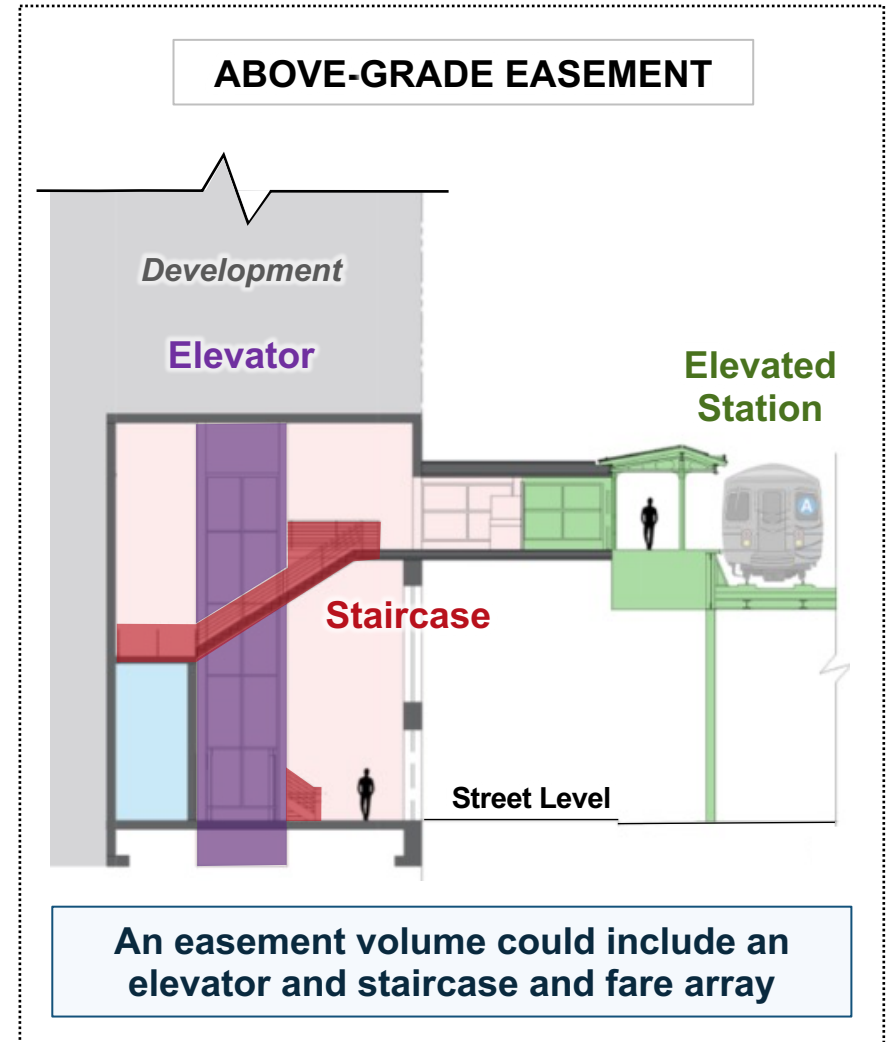 ABOVE-GRADE EASEMENT
Development
Elevator
Elevated
Station
A
Staircase
Street Level
An easement volume could include an
elevator and staircase and fare array